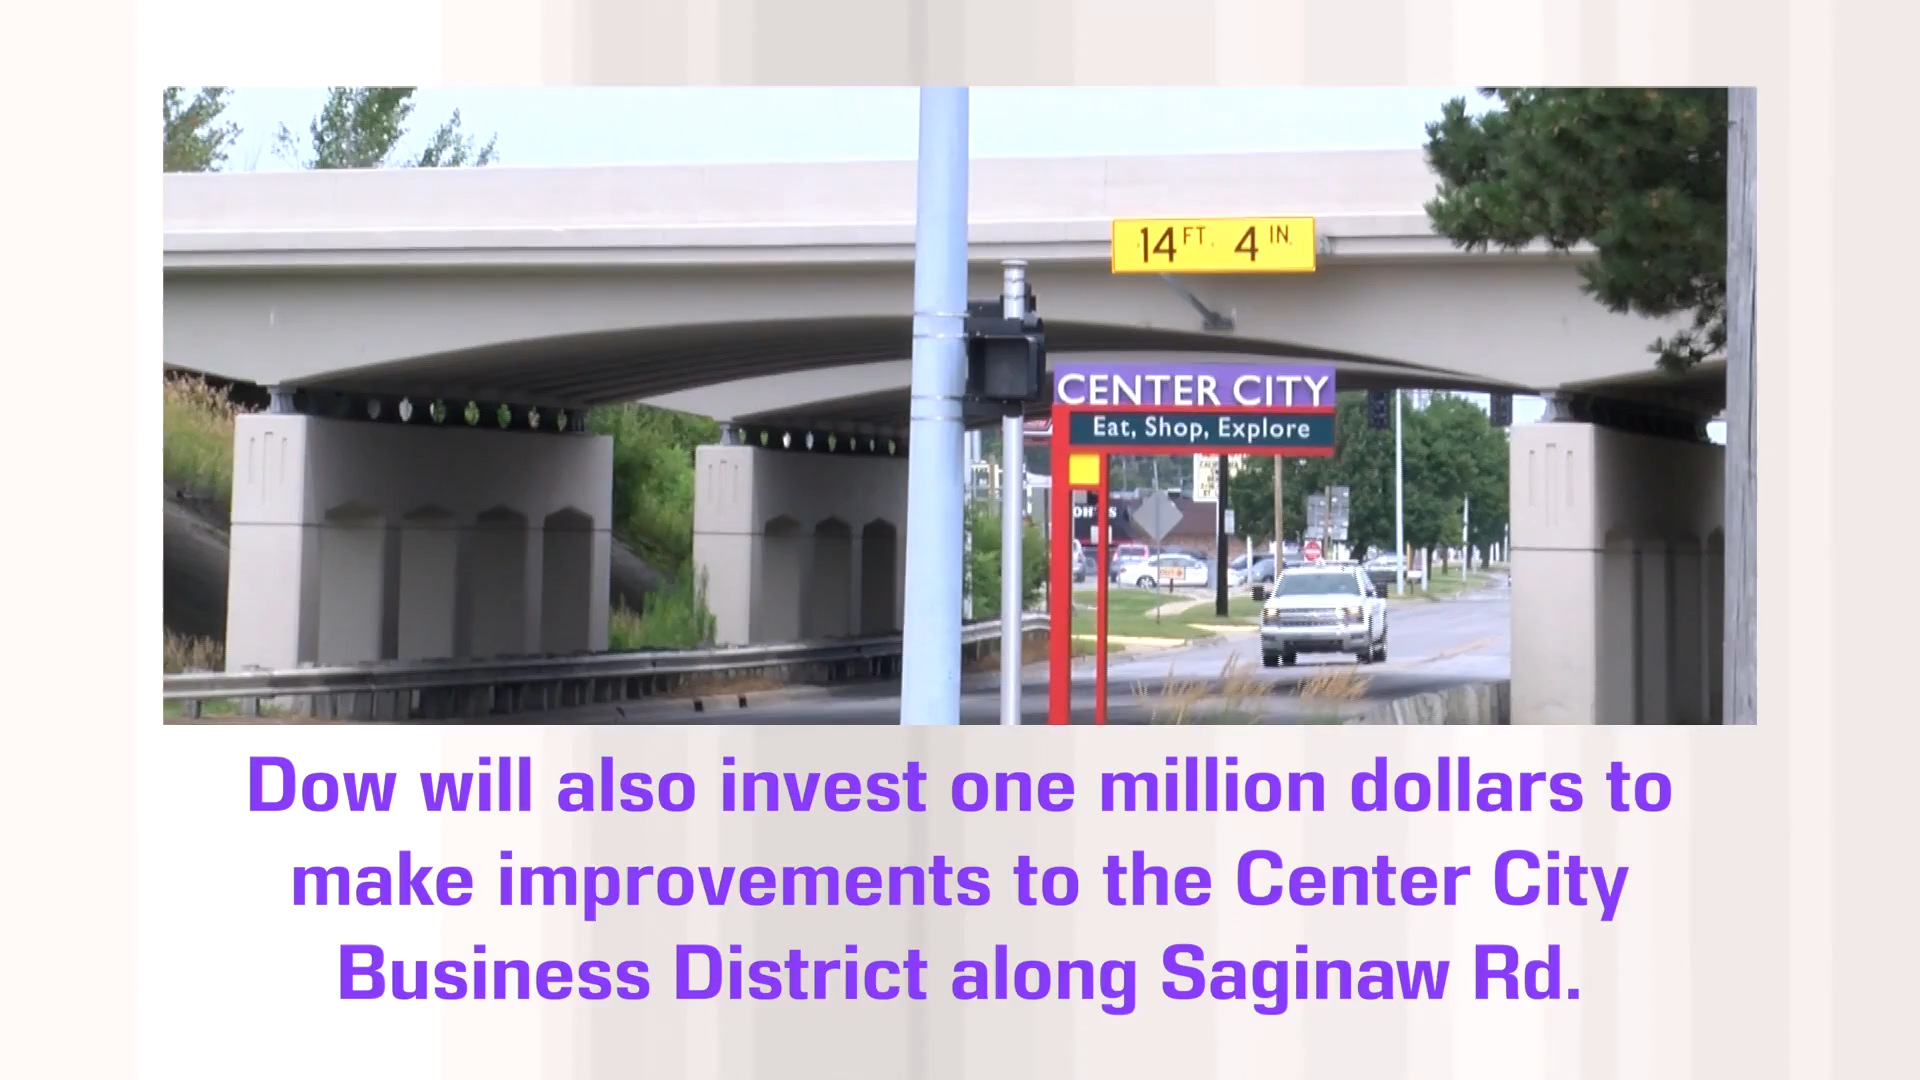 14 FT. 4 IN.
CENTER CITY
Eat, Shop, Explore
Dow will also invest one million dollars to
make improvements to the Center City
Business District along Saginaw Rd.